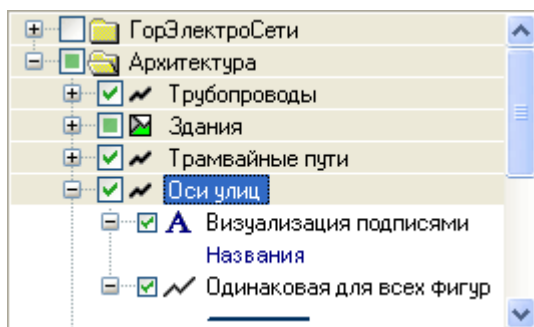 ГорЭлектроСети
Архитектура
Трубопроводы
Здания
Трамвайные пути
Оси улиц
Визуализация подписями
Названия
Одинаковая для всех фигур